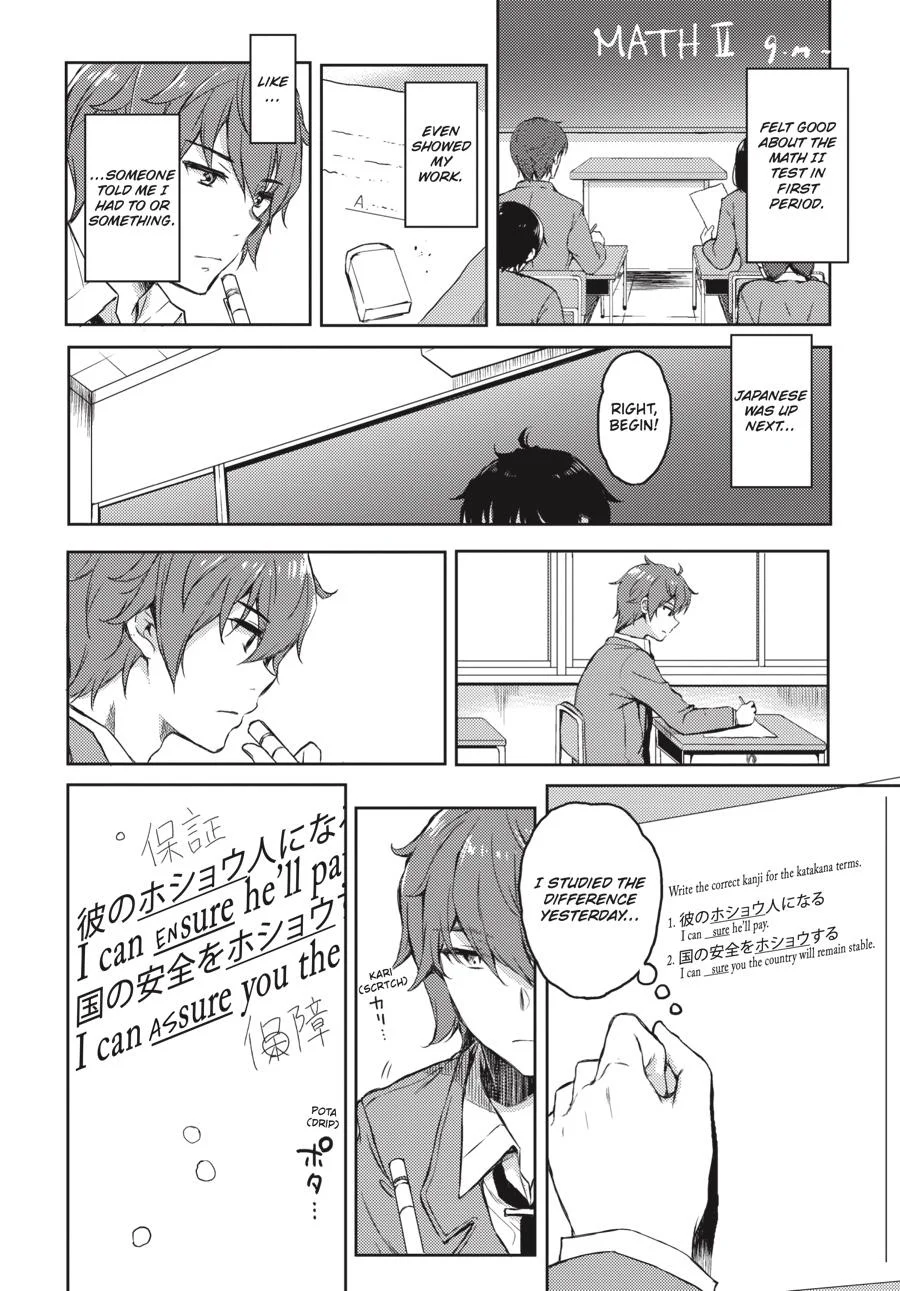 MATH II
FELT GOOD
ABOUT THE
MATH II
TEST IN
FIRST
PERIOD.
EVEN
SHOWED
MY
WORK.
A.
LIKE
...
...SOMEONE
TOLD ME I
HAD TO OR
SOMETHING.
JAPANESE
WAS UP
NEXT...
RIGHT,
BEGIN!
I STUDIED THE
DIFFERENCE
YESTERDAY...
Write the correct kanji for the katakana terms.
1. 彼のホショウ人になる
I can _sure he'll pay.
2. 国の安全をホショウする
I can _sure you the country will remain stable.
KARI
(SCRTCH)
カリ…
保証
彼のホショウ人になる
I can ENsure he'll pa
国の安全をホショウ
I can ASsure you the
保障
POTA
(DRIP)
ポタ…